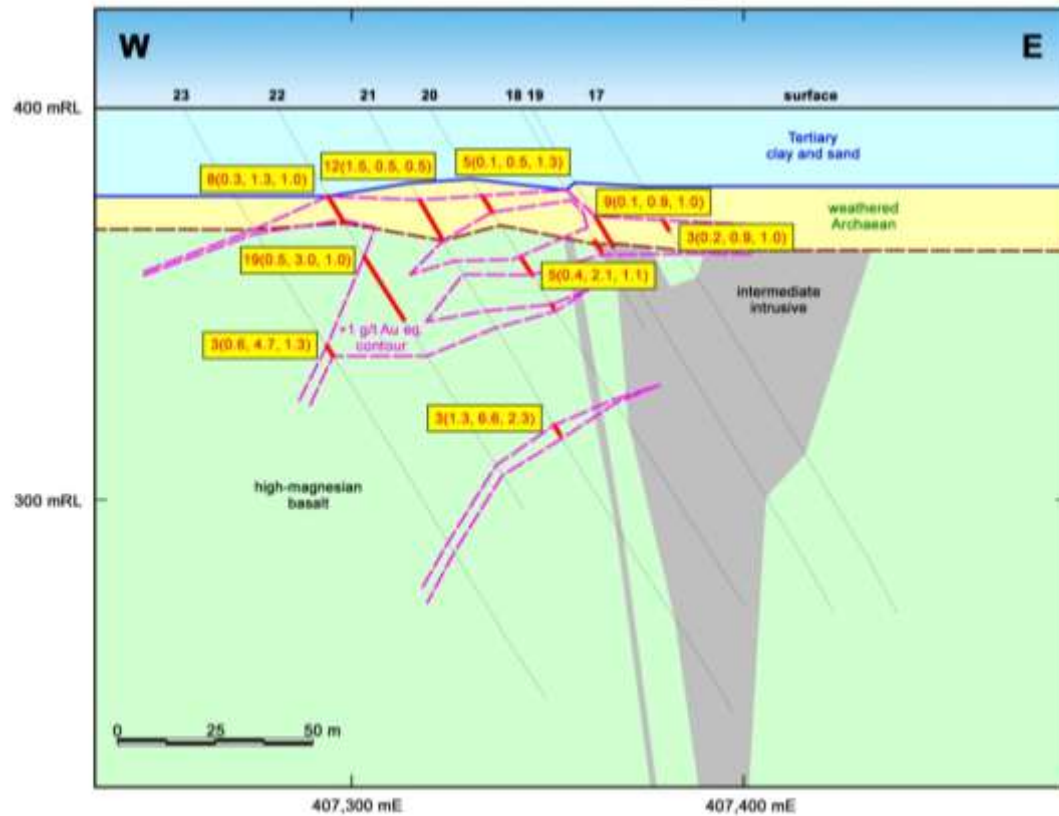 W
E
400 mRL
23
22
21
20
18
19
17
surface
Tertiary
clay and sand
12(1.5, 0.5, 0.5)
5(0.1, 0.5, 1.3)
8(0.3, 1.3, 1.0)
9(0.1, 0.9, 1.0)
weathered
Archaean
3(0.2, 0.9, 1.0)
19(0.5, 3.0, 1.0)
5(0.4, 2.1, 1.1)
intermediate
intrusive
+1 g/t Au eq.
contour
3(0.6, 4.7, 1.3)
3(1.3, 6.6, 2.3)
high-magnesian
basalt
300 mRL
0
25
50 m
407,300 mE
407,400 mE